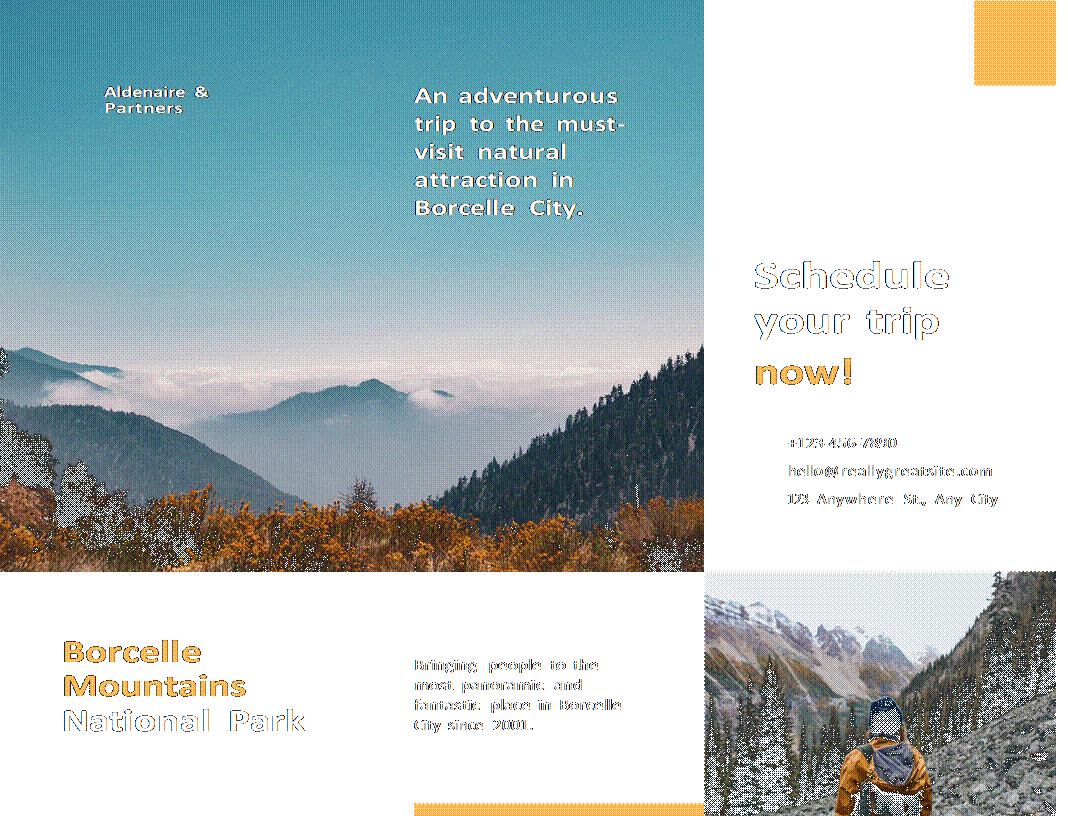 Aldenaire &
Partners
An adventurous
trip to the must-
visit natural
attraction in
Borcelle City.
Schedule
your trip
now!
+123-456-7890
hello@reallygreatsite.com
123 Anywhere St., Any City
Borcelle
Mountains
National Park
Bringing people to the
most panoramic and
fantastic place in Borcelle
City since 2001.